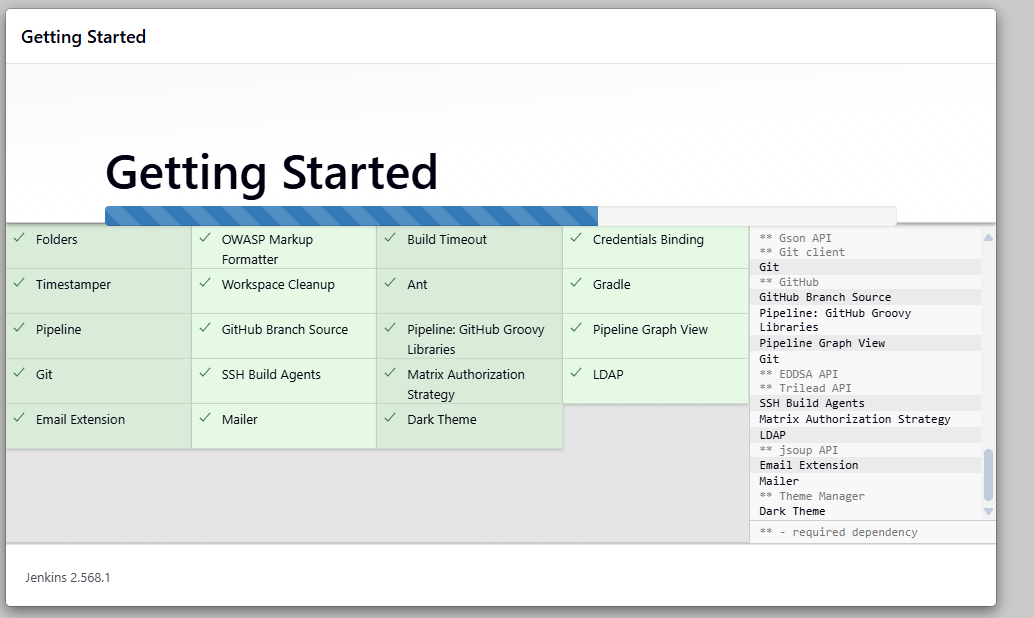 Getting Started
Getting Started
Folders
OWASP Markup
Formatter
Build Timeout
Credentials Binding
Timestamper
Workspace Cleanup
Ant
Gradle
Pipeline
GitHub Branch Source
Pipeline: GitHub Groovy
Libraries
Pipeline Graph View
Git
SSH Build Agents
Matrix Authorization
Strategy
LDAP
Email Extension
Mailer
Dark Theme
** Gson API
** Git client
Git
** GitHub
GitHub Branch Source
Pipeline: GitHub Groovy
Libraries
Pipeline Graph View
Git
** EDDSA API
** Trilead API
SSH Build Agents
Matrix Authorization Strategy
LDAP
** jsoup API
Email Extension
Mailer
** Theme Manager
Dark Theme
** - required dependency
Jenkins 2.568.1